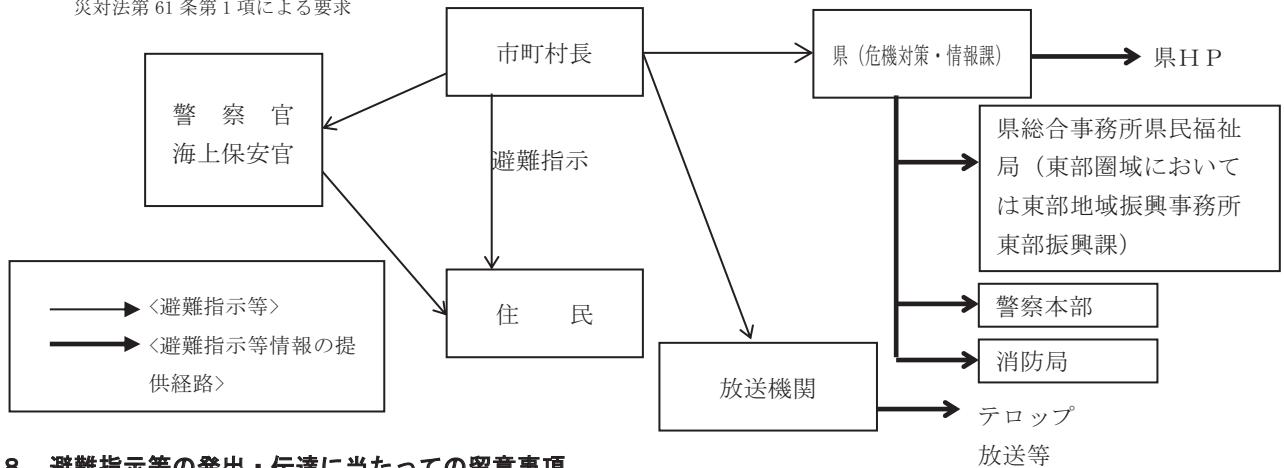 災対法第 61 条第 1 項による要求
市町村長
県（危機対策・情報課）
県ＨＰ
警　察　官
海上保安官
避難指示
県総合事務所県民福祉
局（東部圏域において
は東部地域振興事務所
東部振興課）
<避難指示等>
<避難指示等情報の提
供経路>
住　　民
警察本部
消防局
放送機関
テロップ
放送等
８　避難指示等の発出・伝達に当たっての留意事項